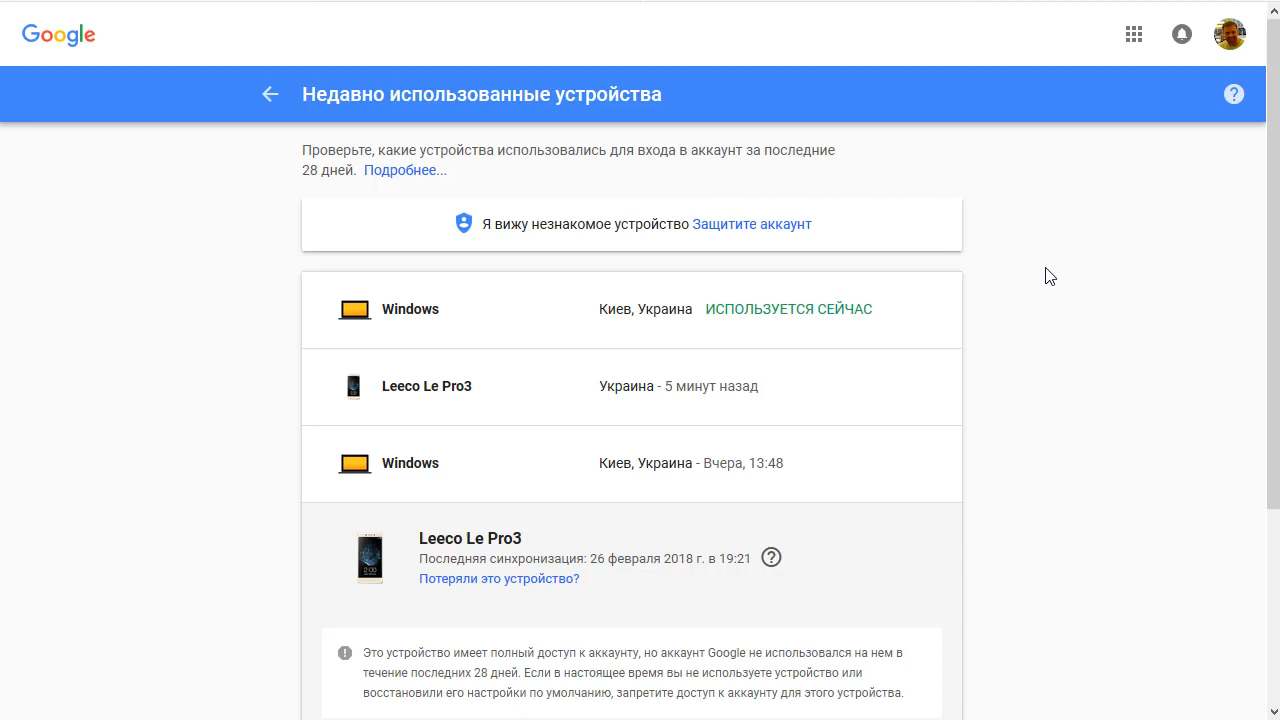 Google
Недавно использованные устройства
?
Проверьте, какие устройства использовались для входа в аккаунт за последние
28 дней. Подробнее...
Я вижу незнакомое устройство Защитите аккаунт
Windows Киев, Украина ИСПОЛЬЗУЕТСЯ СЕЙЧАС
Leeco Le Pro3 Украина - 5 минут назад
Windows Киев, Украина - Вчера, 13:48
Leeco Le Pro3
Последняя синхронизация: 26 февраля 2018 г. в 19:21 ?
Потеряли это устройство?
Это устройство имеет полный доступ к аккаунту, но аккаунт Google не использовался на нем в
течение последних 28 дней. Если в настоящее время вы не используете устройство или
восстановили его настройки по умолчанию, запретите доступ к аккаунту для этого устройства.